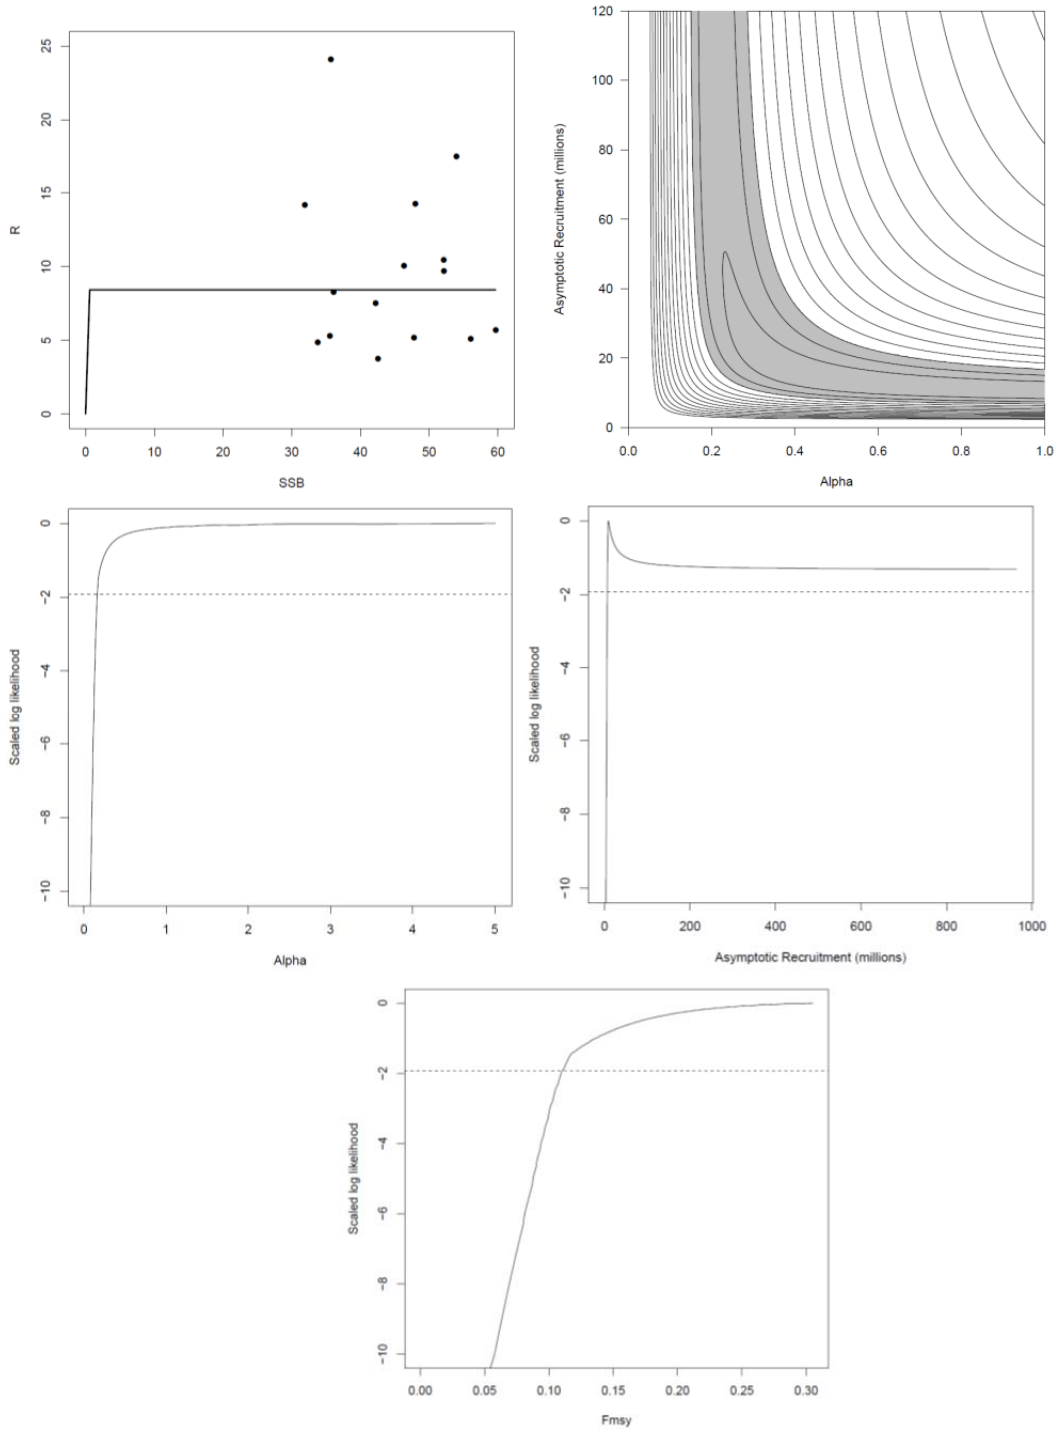 25
20
15
10
5
0
R
0 10 20 30 40 50 60
SSB
120
100
80
60
40
20
0
Asymptotic Recruitment (millions)
0.0 0.2 0.4 0.6 0.8 1.0
Alpha
0
−2
−4
−6
−8
−10
Scaled log likelihood
0 1 2 3 4 5
Alpha
0
−2
−4
−6
−8
−10
Scaled log likelihood
0 200 400 600 800 1000
Asymptotic Recruitment (millions)
0
−2
−4
−6
−8
−10
Scaled log likelihood
0.00 0.05 0.10 0.15 0.20 0.25 0.30
Fmsy